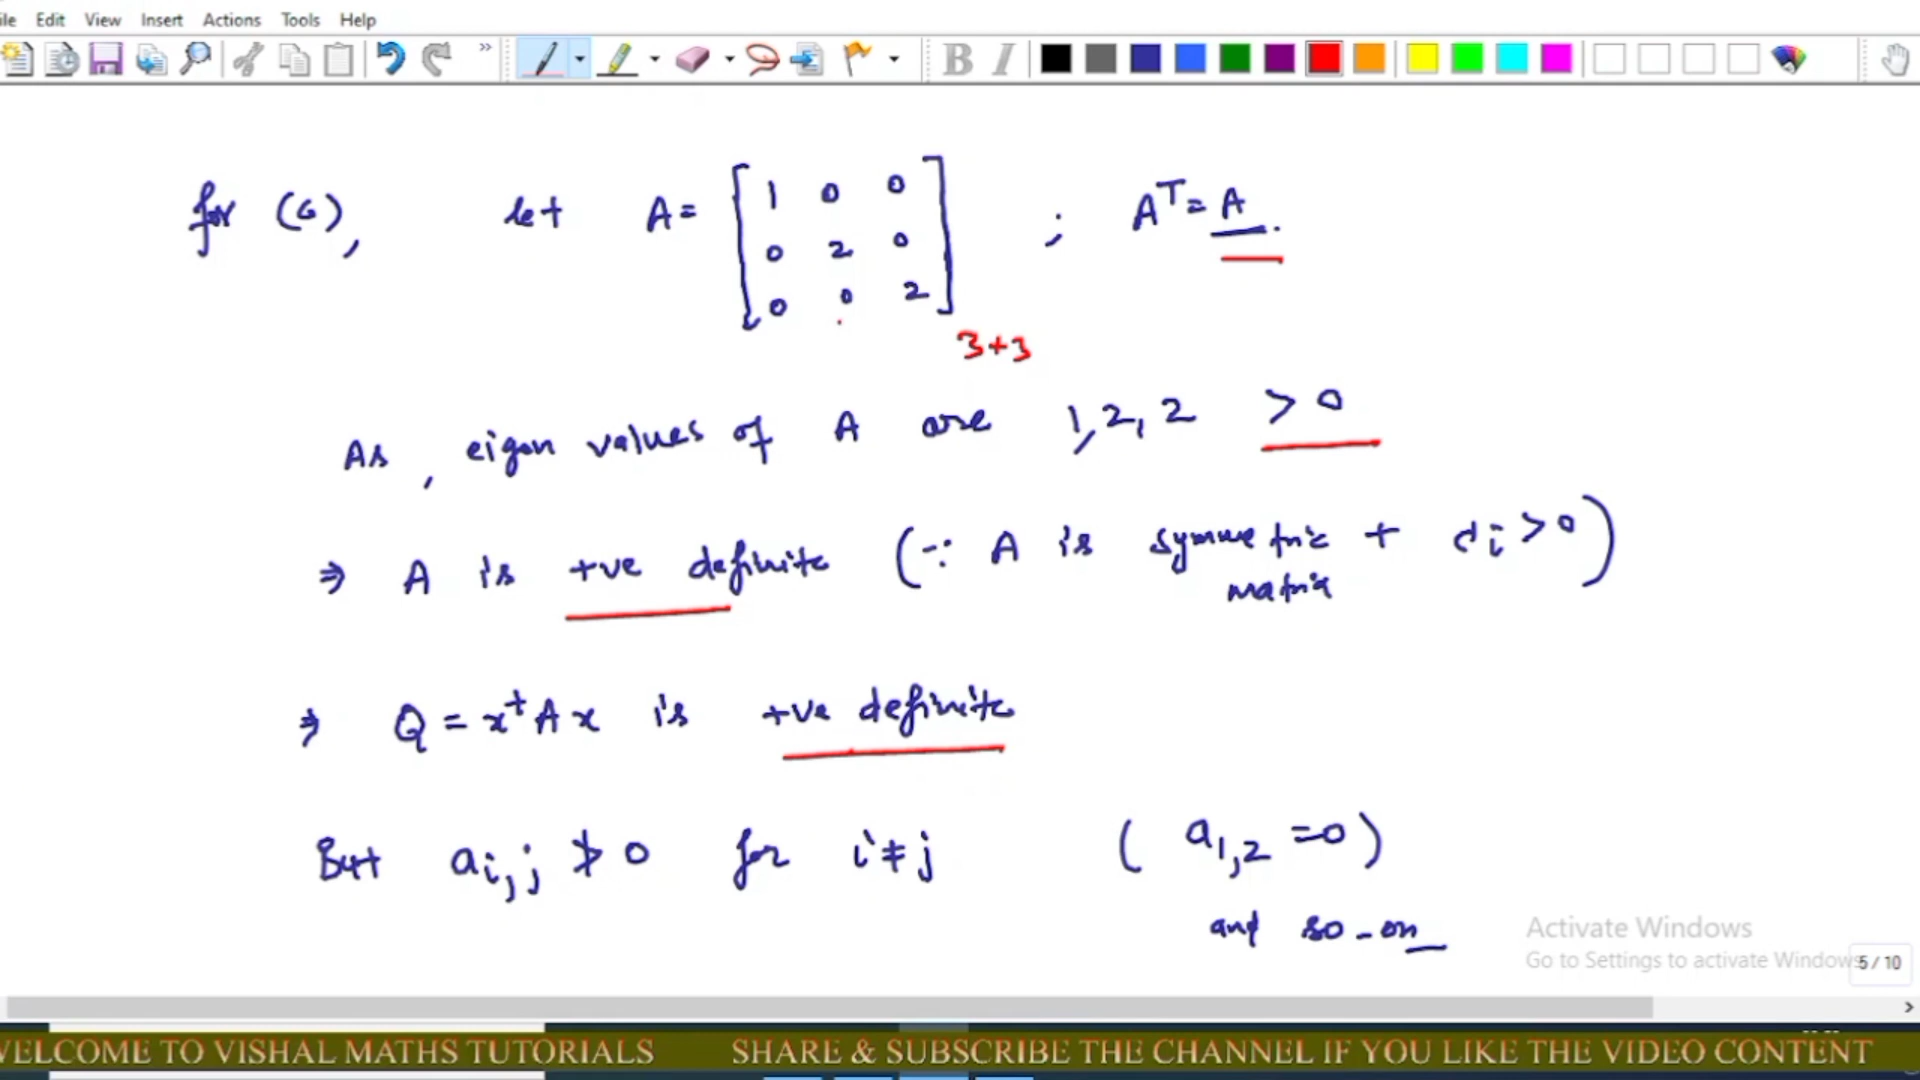 ile Edit View Insert Actions Tools Help
B I
for (G), let A = [ 1 0 0 ; Aᵀ = A.
0 2 0
0 0 2 ]
3+3
As, eigen values of A are 1, 2, 2 > 0
⇒ A is +ve definite (∵ A is symmetric + di > 0)
matrix
⇒ Q = xᵗAx is +ve definite
But ai,j ≯ 0 for i ≠ j ( a1,2 = 0 )
and so-on
Activate Windows
Go to Settings to activate Windows
5 / 10
VELCOME TO VISHAL MATHS TUTORIALS SHARE & SUBSCRIBE THE CHANNEL IF YOU LIKE THE VIDEO CONTENT